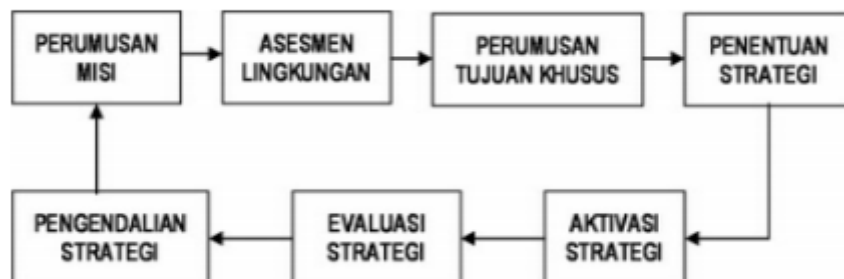 PERUMUSAN
MISI
ASESMEN
LINGKUNGAN
PERUMUSAN
TUJUAN KHUSUS
PENENTUAN
STRATEGI
PENGENDALIAN
STRATEGI
EVALUASI
STRATEGI
AKTIVASI
STRATEGI